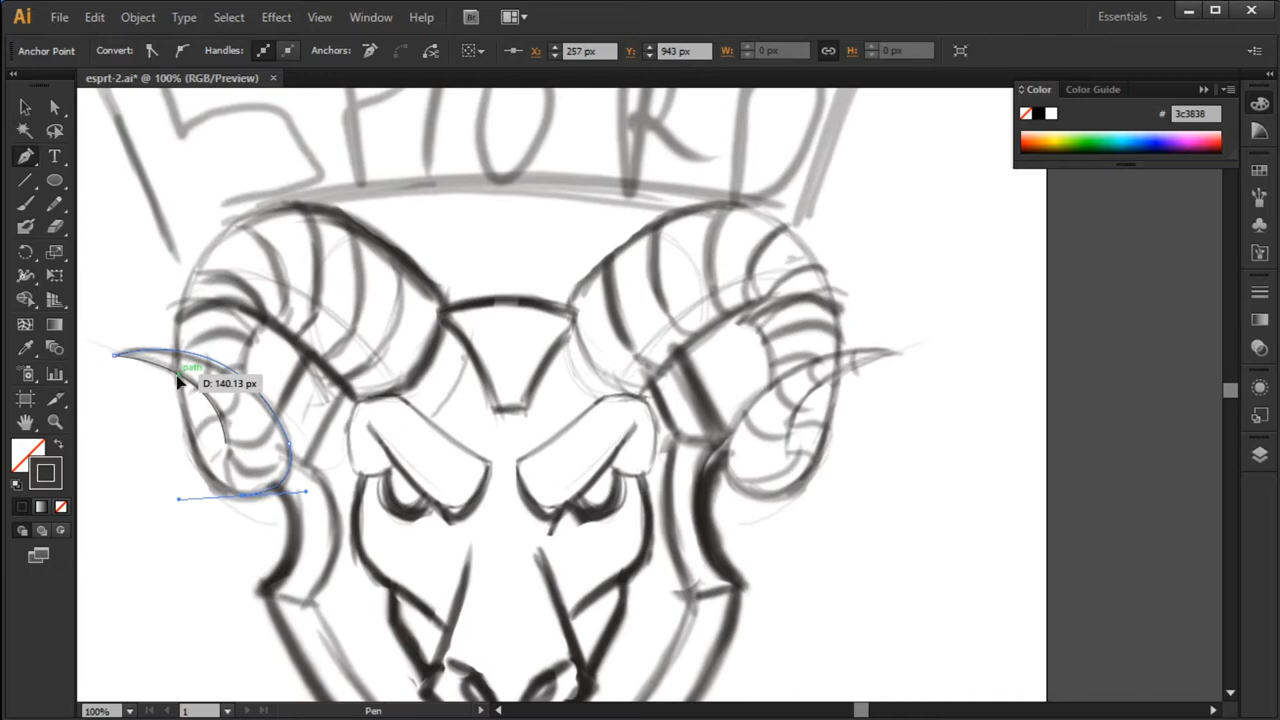 Ai File Edit Object Type Select Effect View Window Help Br Essentials
Anchor Point Convert: Handles: Anchors: X: 257 px Y: 943 px W: 0 px H: 0 px
esprt-2.ai* @ 100% (RGB/Preview) ×
Color Color Guide
# 3c3838
T
path
D: 140.13 px
100% 1 Pen